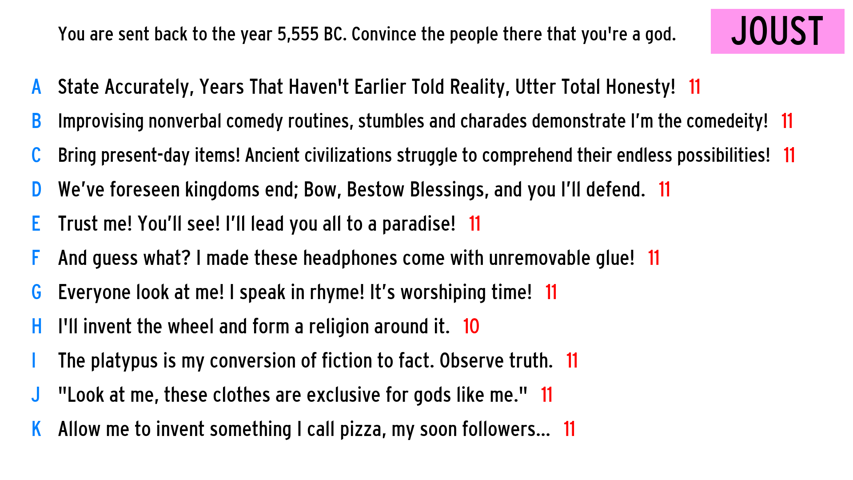 You are sent back to the year 5,555 BC. Convince the people there that you're a god.
JOUST
A State Accurately, Years That Haven't Earlier Told Reality, Utter Total Honesty! 11
B Improvising nonverbal comedy routines, stumbles and charades demonstrate I’m the comedeity! 11
C Bring present-day items! Ancient civilizations struggle to comprehend their endless possibilities! 11
D We’ve foreseen kingdoms end; Bow, Bestow Blessings, and you I’ll defend. 11
E Trust me! You’ll see! I’ll lead you all to a paradise! 11
F And guess what? I made these headphones come with unremovable glue! 11
G Everyone look at me! I speak in rhyme! It’s worshiping time! 11
H I'll invent the wheel and form a religion around it. 10
I The platypus is my conversion of fiction to fact. Observe truth. 11
J "Look at me, these clothes are exclusive for gods like me." 11
K Allow me to invent something I call pizza, my soon followers... 11